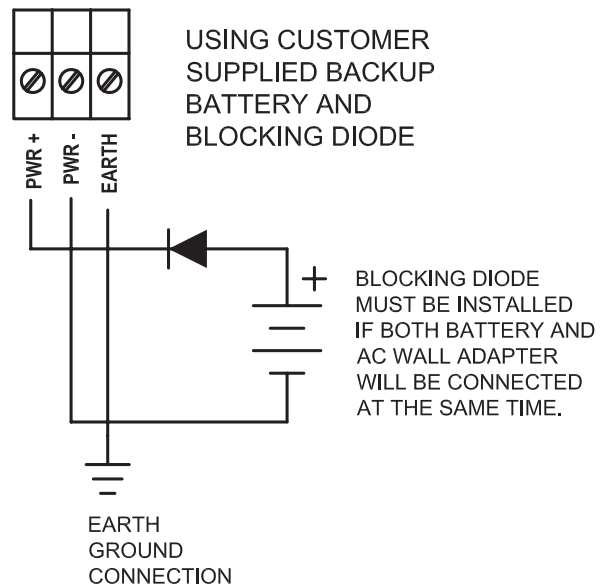 USING CUSTOMER
SUPPLIED BACKUP
BATTERY AND
BLOCKING DIODE
PWR +
PWR -
EARTH
+
BLOCKING DIODE
MUST BE INSTALLED
IF BOTH BATTERY AND
AC WALL ADAPTER
WILL BE CONNECTED
AT THE SAME TIME.
EARTH
GROUND
CONNECTION